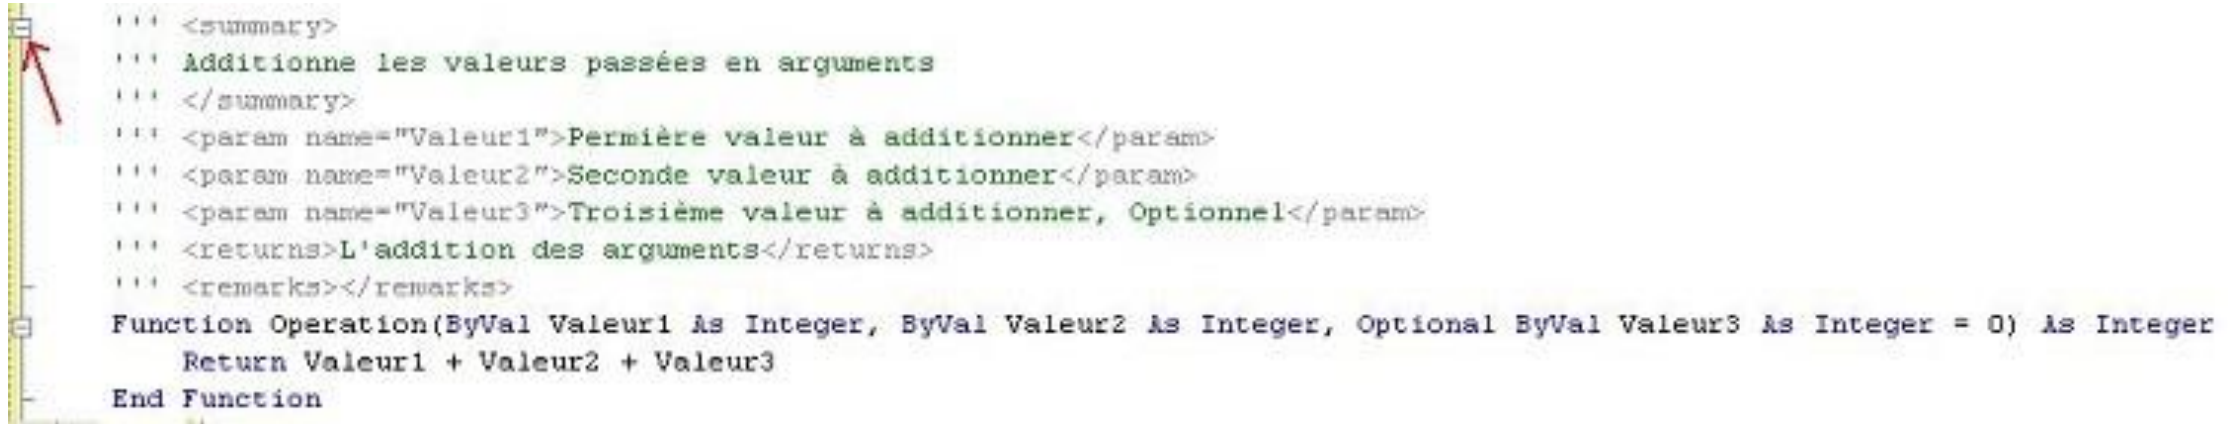 ''' <summary>
''' Additionne les valeurs passées en arguments
''' </summary>
''' <param name="Valeur1">Permière valeur à additionner</param>
''' <param name="Valeur2">Seconde valeur à additionner</param>
''' <param name="Valeur3">Troisième valeur à additionner, Optionnel</param>
''' <returns>L'addition des arguments</returns>
''' <remarks></remarks>
Function Operation(ByVal Valeur1 As Integer, ByVal Valeur2 As Integer, Optional ByVal Valeur3 As Integer = 0) As Integer
Return Valeur1 + Valeur2 + Valeur3
End Function